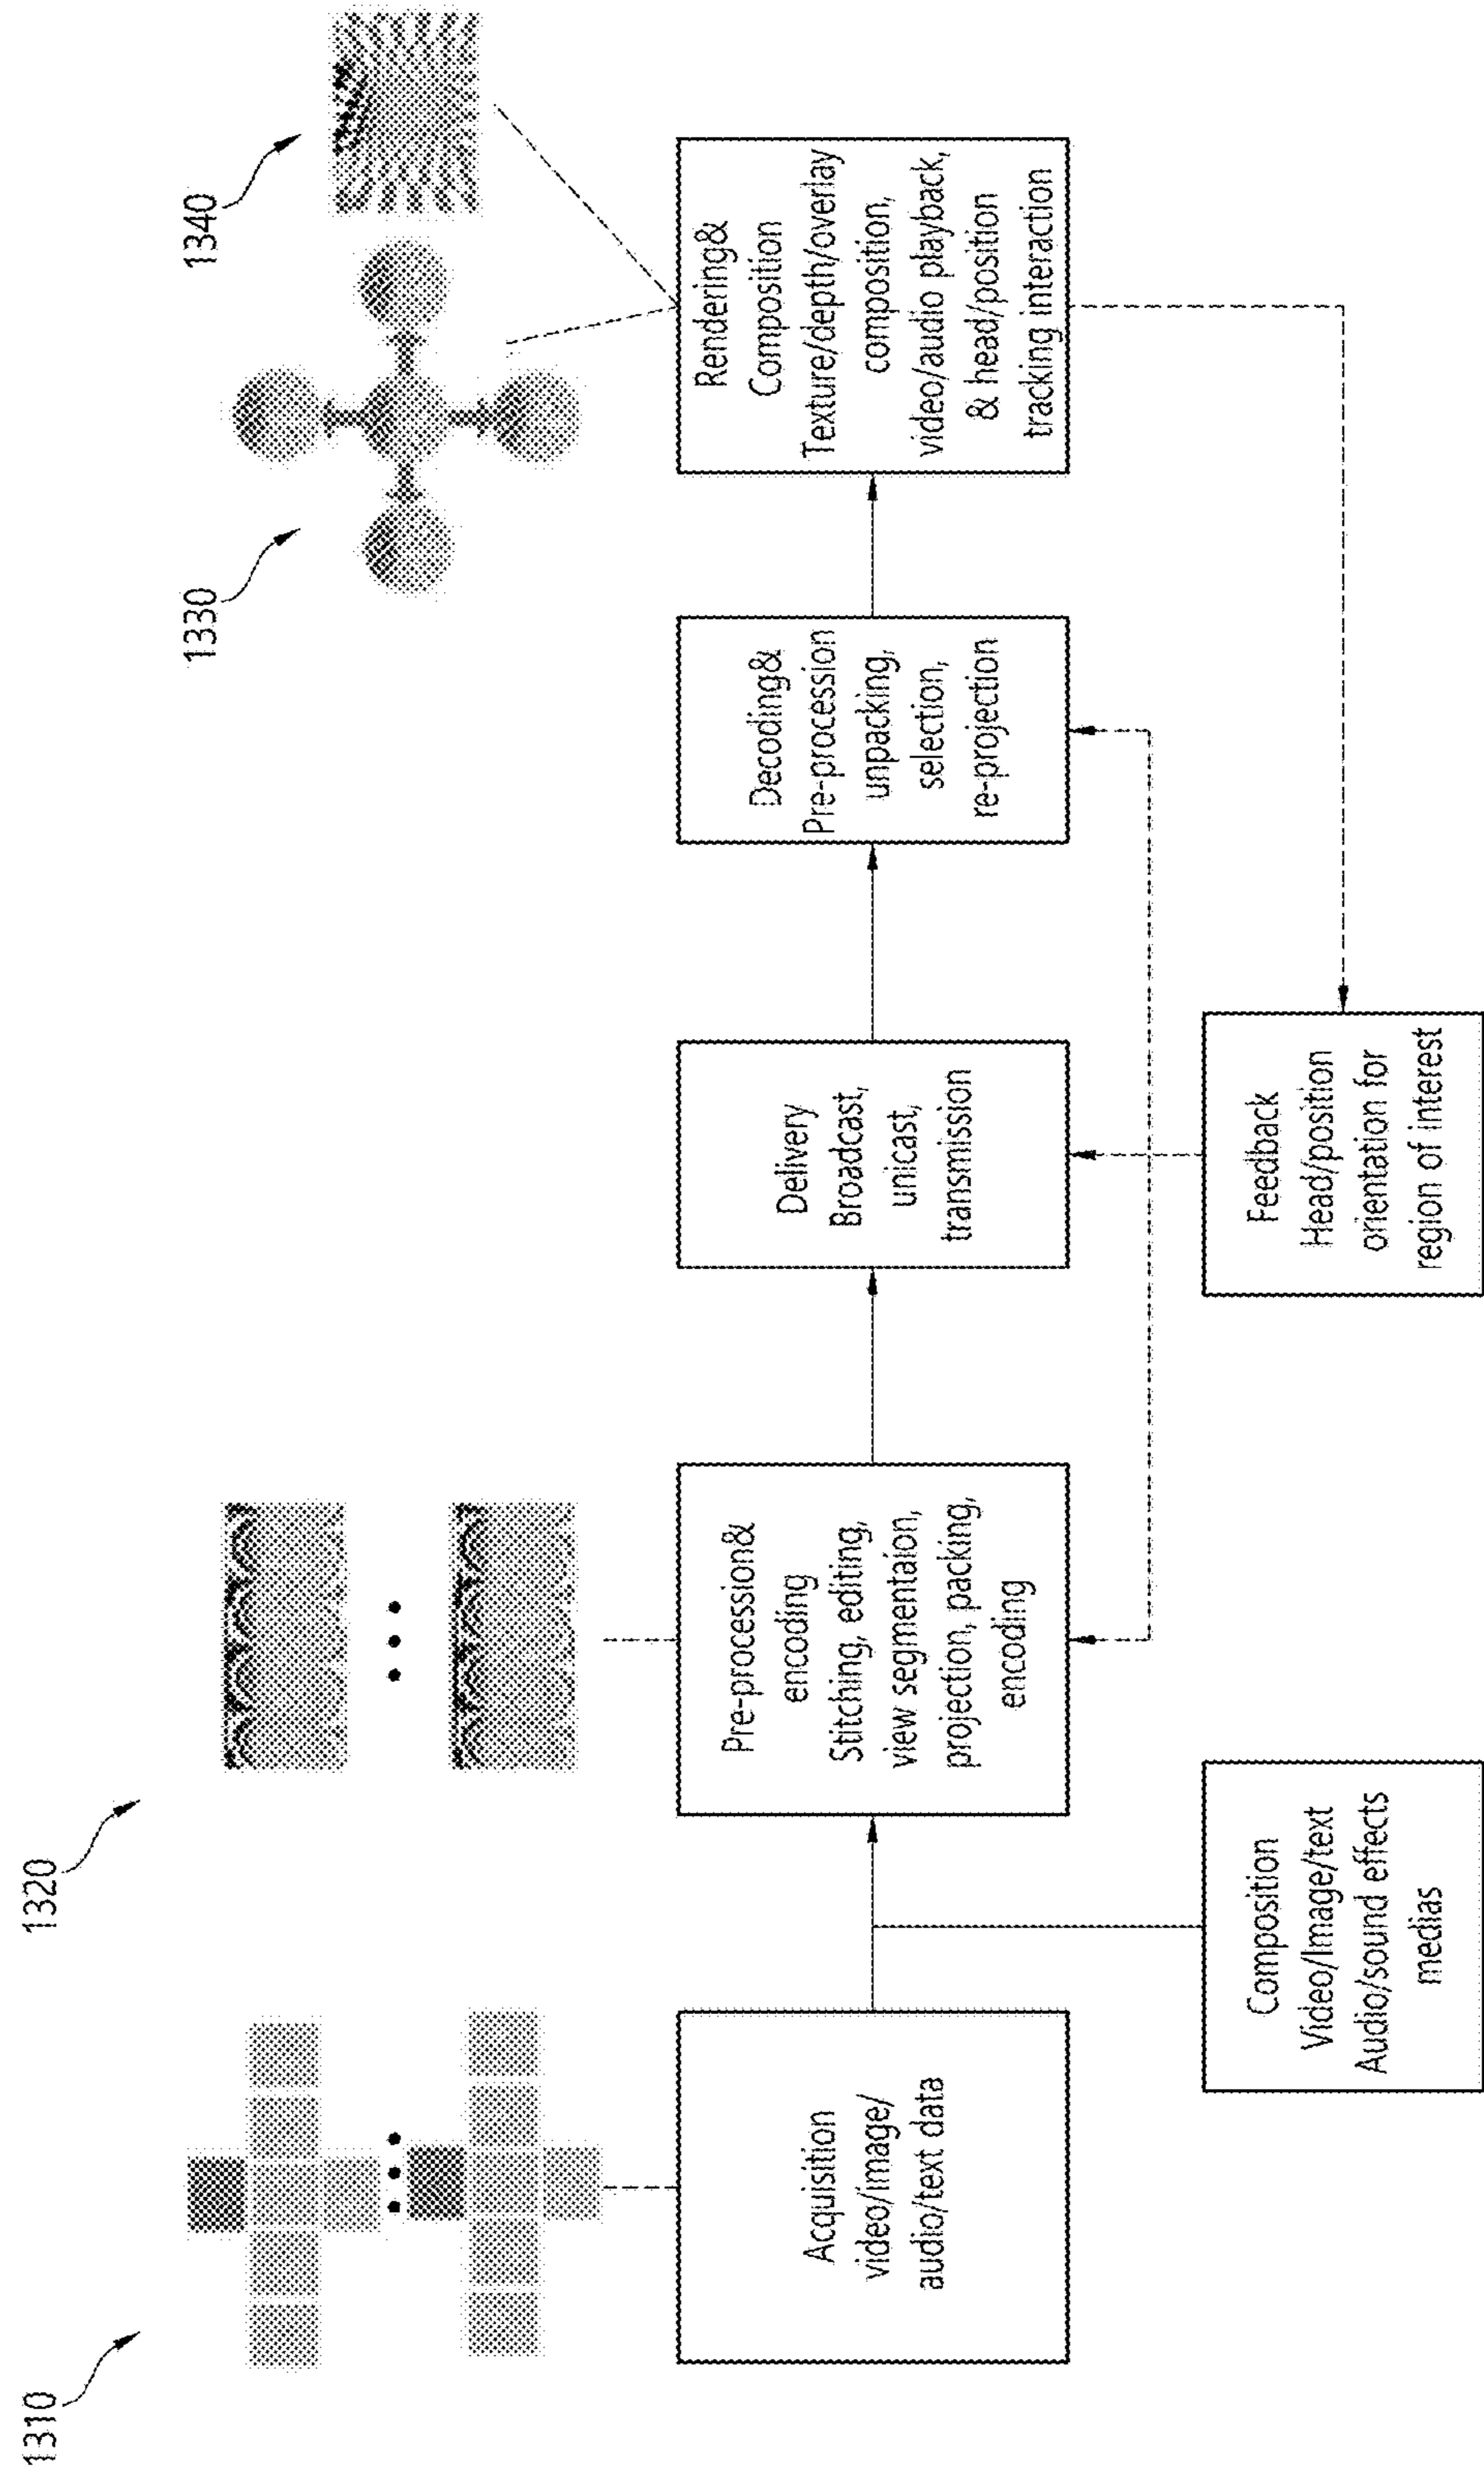 1310
1320
1330
1340
Acquisition
video/image/
audio/text data
Composition
Video/Image/text
Audio/sound effects
medias
Pre-procession&
encoding
Stitching, editing,
view segmentaion,
projection, packing,
encoding
Delivery
Broadcast,
unicast,
transmission
Feedback
Head/position
orientation for
region of interest
Decoding&
Pre-procession
unpacking,
selection,
re-projection
Rendering&
Composition
Texture/depth/overlay
composition,
video/audio playback,
& head/position
tracking interaction